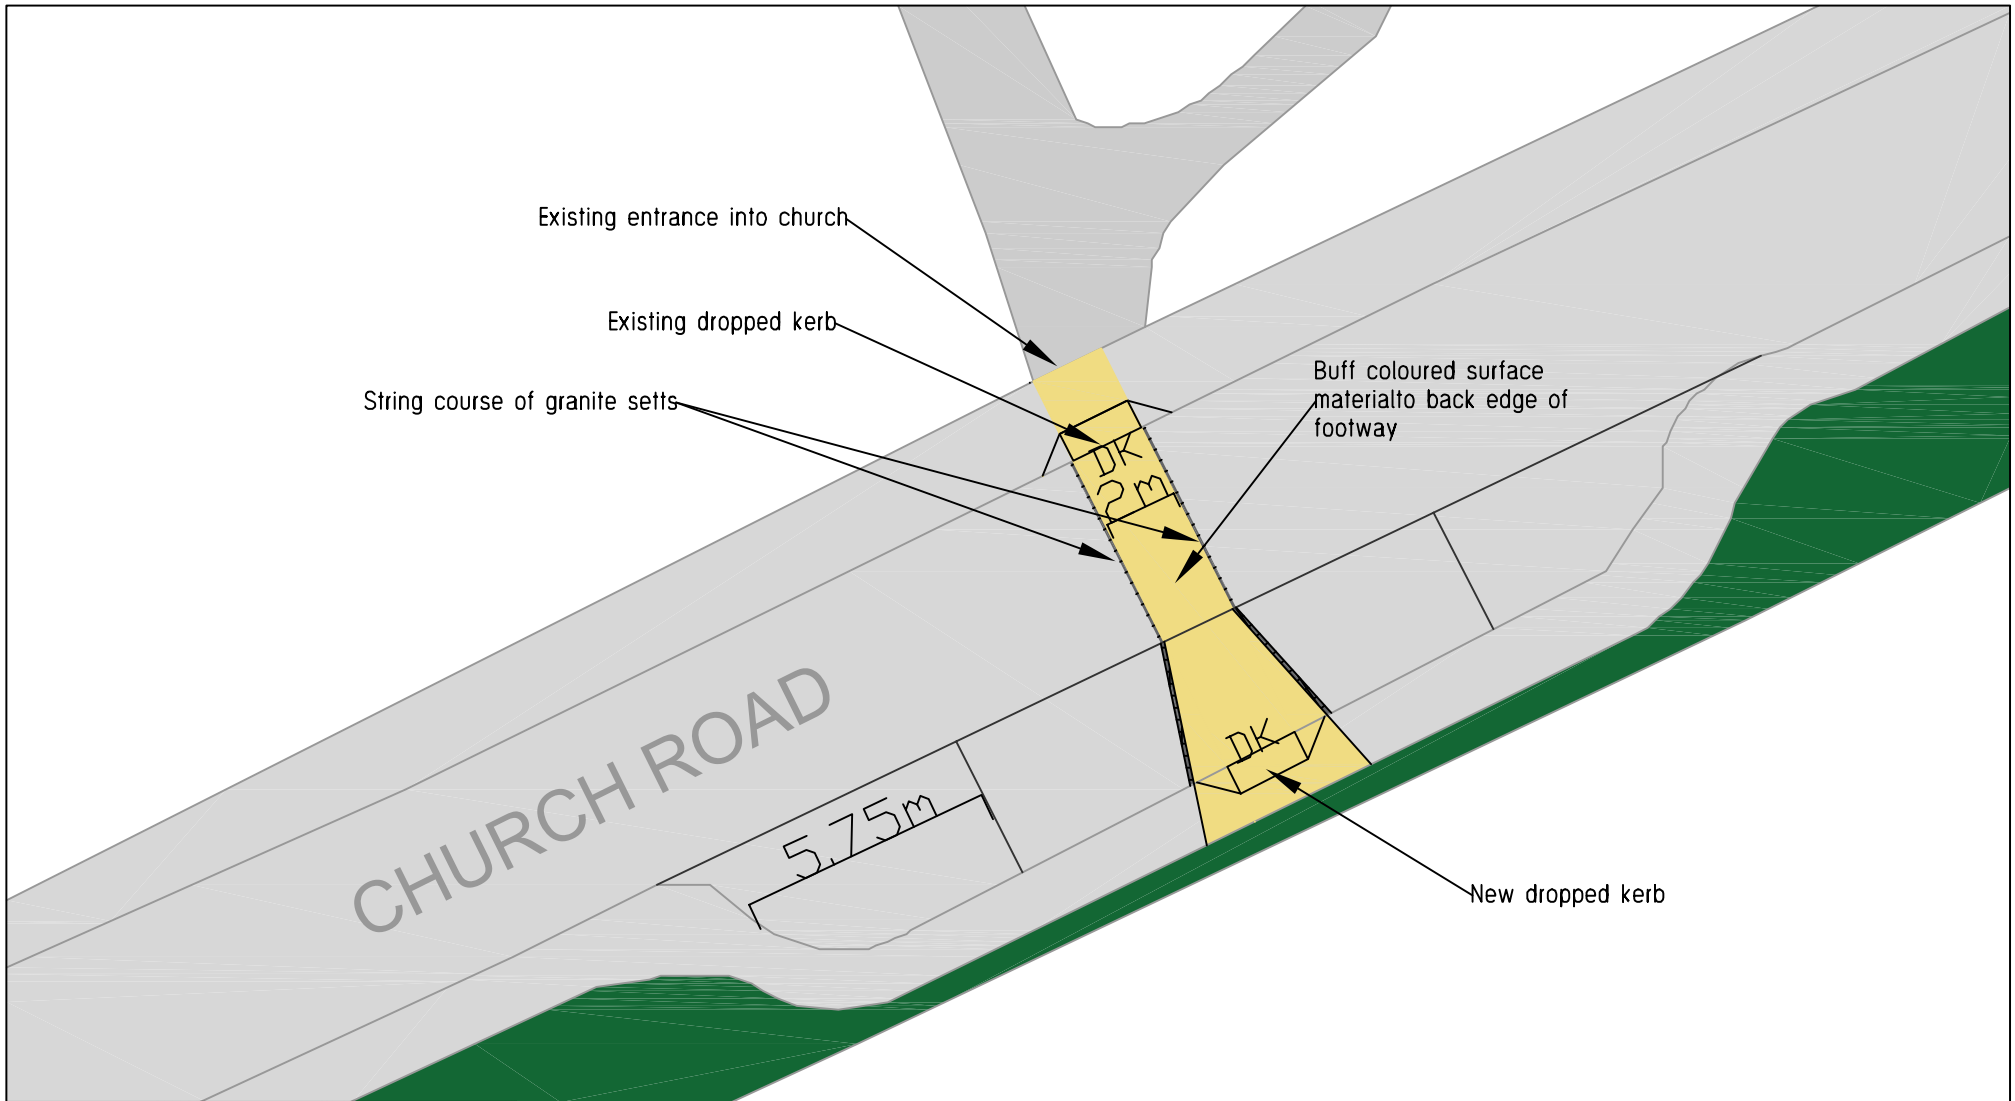 Existing entrance into church
Existing dropped kerb
String course of granite setts
Buff coloured surface
materialto back edge of
footway
DK
2m
CHURCH ROAD
5.75m
DK
New dropped kerb